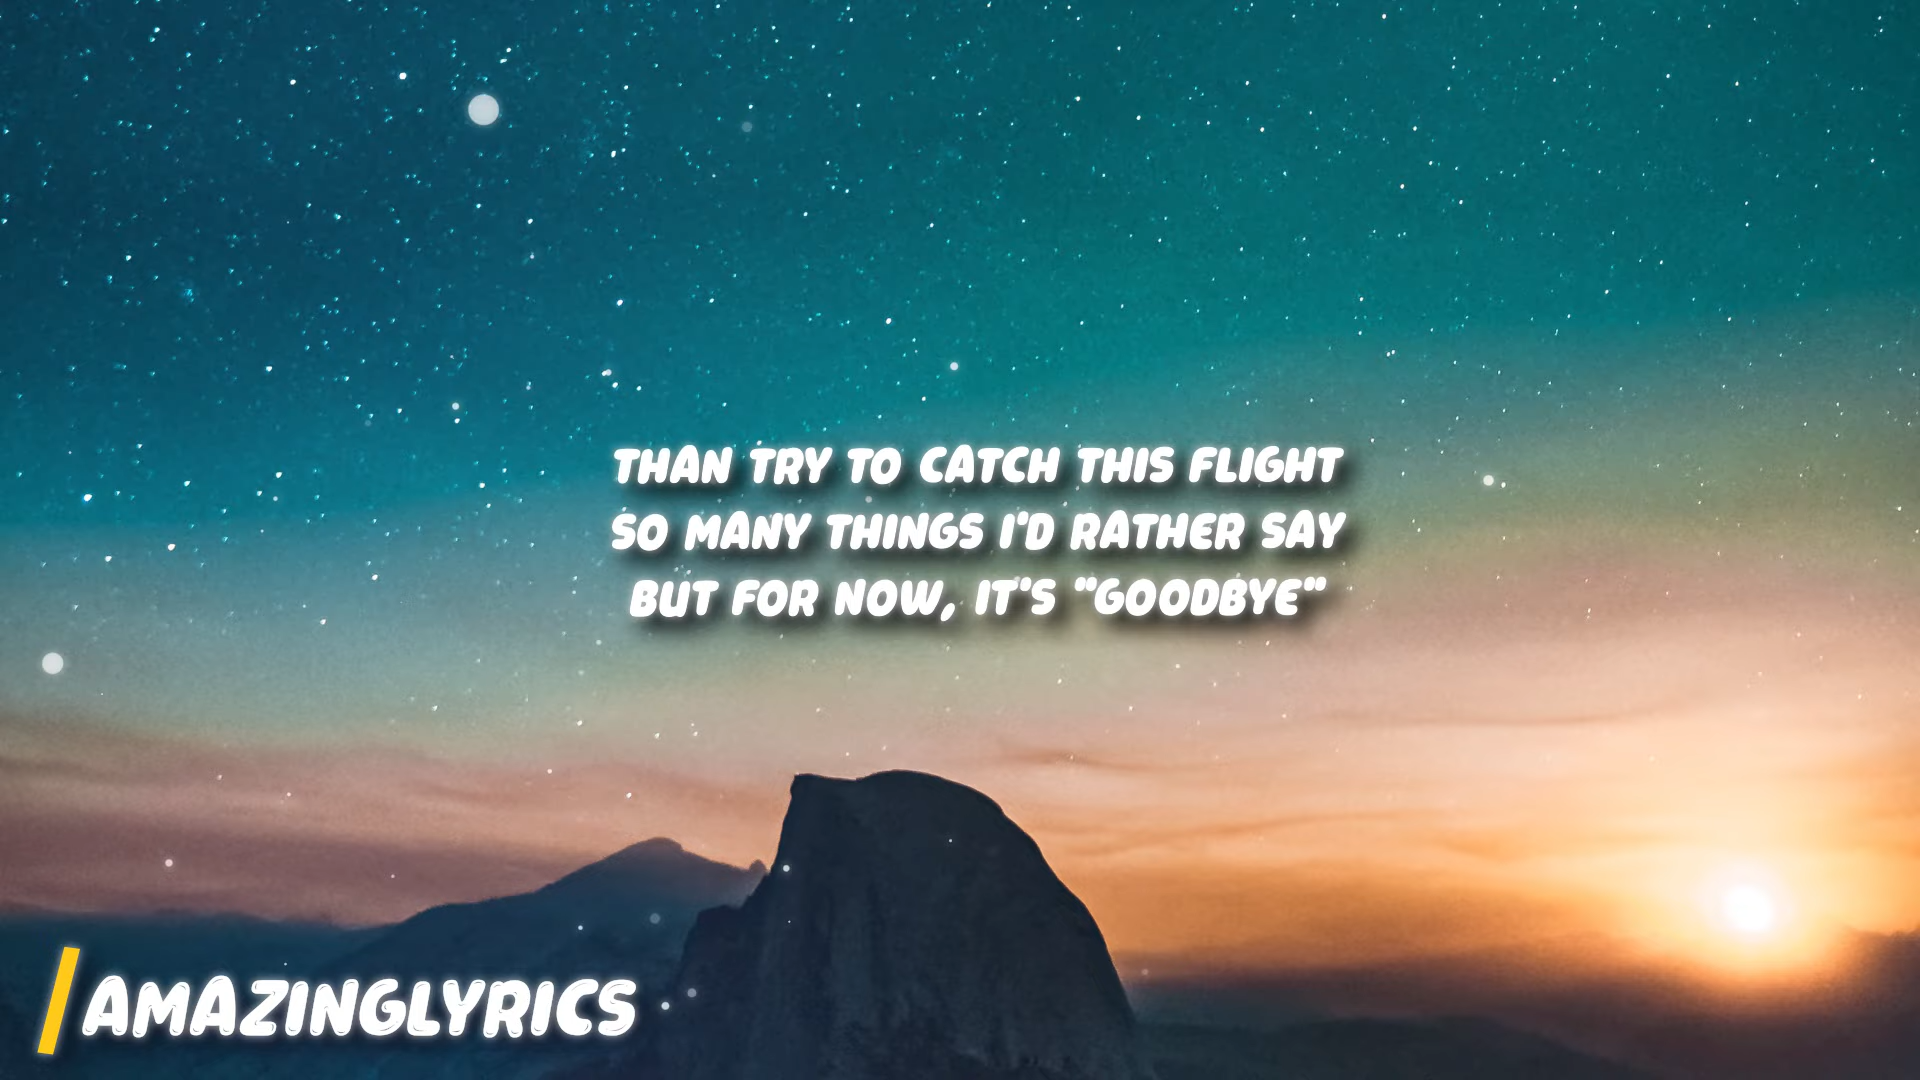 THAN TRY TO CATCH THIS FLIGHT
SO MANY THINGS I'D RATHER SAY
BUT FOR NOW, IT'S "GOODBYE"
AMAZINGLYRICS